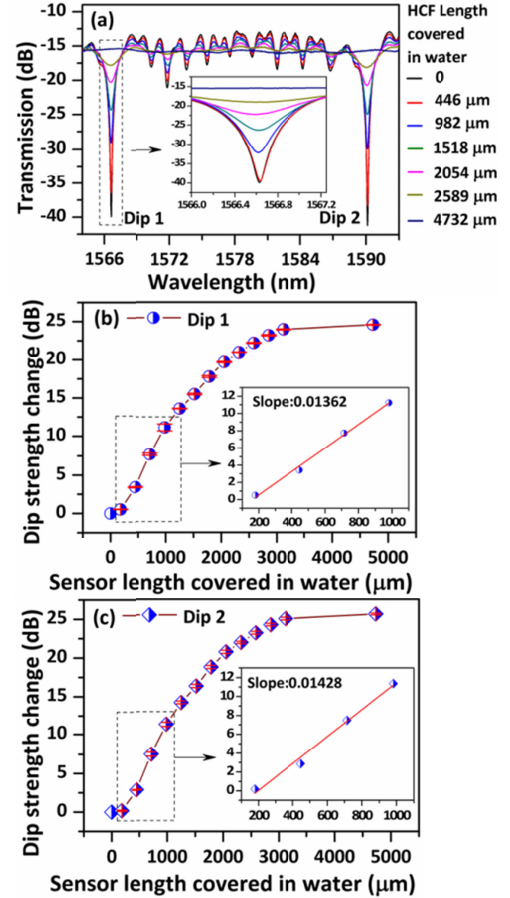 (a)
HCF Length
covered
in water
0
446 μm
982 μm
1518 μm
2054 μm
2589 μm
4732 μm
Transmission (dB)
-10
-15
-20
-25
-30
-35
-40
-15
-20
-25
-30
-35
-40
1566.0 1566.4 1566.8 1567.2
Dip 1
Dip 2
1566 1572 1578 1584 1590
Wavelength (nm)
(b)
Dip 1
Dip strength change (dB)
25
20
15
10
5
0
Slope:0.01362
12
10
8
6
4
2
0
200 400 600 800 1000
0 1000 2000 3000 4000 5000
Sensor length covered in water (μm)
(c)
Dip 2
Dip strength change (dB)
25
20
15
10
5
0
Slope:0.01428
12
10
8
6
4
2
0
200 400 600 800 1000
0 1000 2000 3000 4000 5000
Sensor length covered in water (μm)